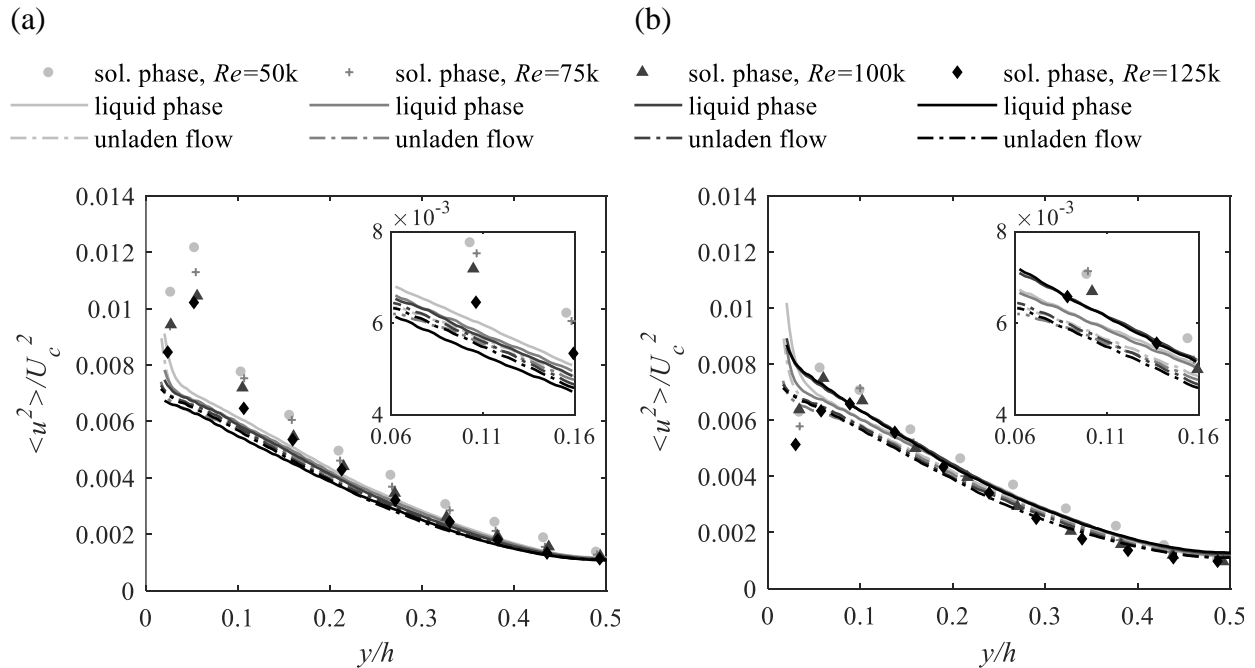 (a)
(b)
sol. phase, Re=50k
sol. phase, Re=75k
sol. phase, Re=100k
sol. phase, Re=125k
liquid phase
liquid phase
liquid phase
liquid phase
unladen flow
unladen flow
unladen flow
unladen flow
<u²>/U_c²
0.014
0.012
0.01
0.008
0.006
0.004
0.002
0
0
0.1
0.2
0.3
0.4
0.5
y/h
8
×10⁻³
6
4
0.06
0.11
0.16
<u²>/U_c²
0.014
0.012
0.01
0.008
0.006
0.004
0.002
0
0
0.1
0.2
0.3
0.4
0.5
y/h
8
×10⁻³
6
4
0.06
0.11
0.16